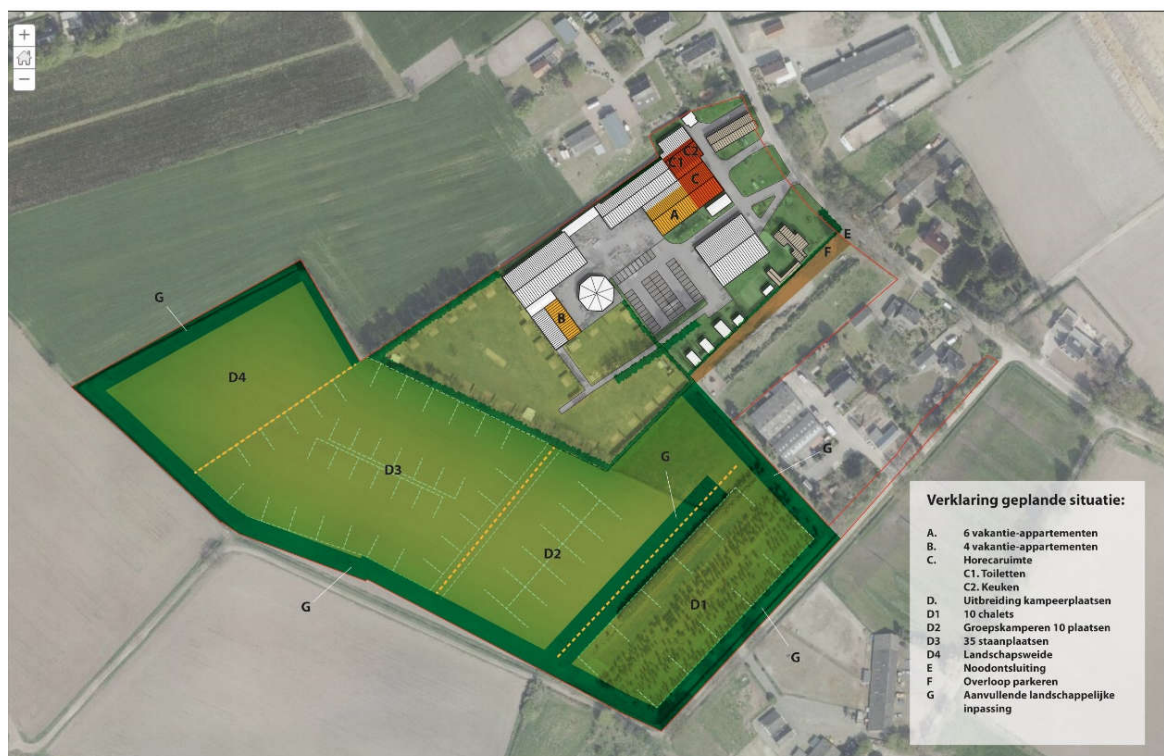 +
−
C2
C1
C
A
E
F
G
B
D4
D3
G
G
D2
D1
G
G
Verklaring geplande situatie:
A. 6 vakantie-appartementen
B. 4 vakantie-appartementen
C. Horecaruimte
C1. Toiletten
C2. Keuken
D. Uitbreiding kampeerplaatsen
D1 10 chalets
D2 Groepskamperen 10 plaatsen
D3 35 staanplaatsen
D4 Landschapsweide
E Noodontsluiting
F Overloop parkeren
G Aanvullende landschappelijke
inpassing